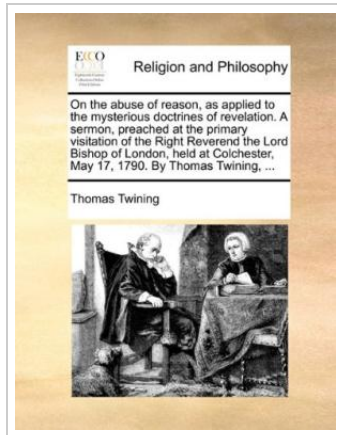 ECCO
Religion and Philosophy
On the abuse of reason, as applied to
the mysterious doctrines of revelation. A
sermon, preached at the primary
visitation of the Right Reverend the Lord
Bishop of London, held at Colchester,
May 17, 1790. By Thomas Twining, ...
Thomas Twining